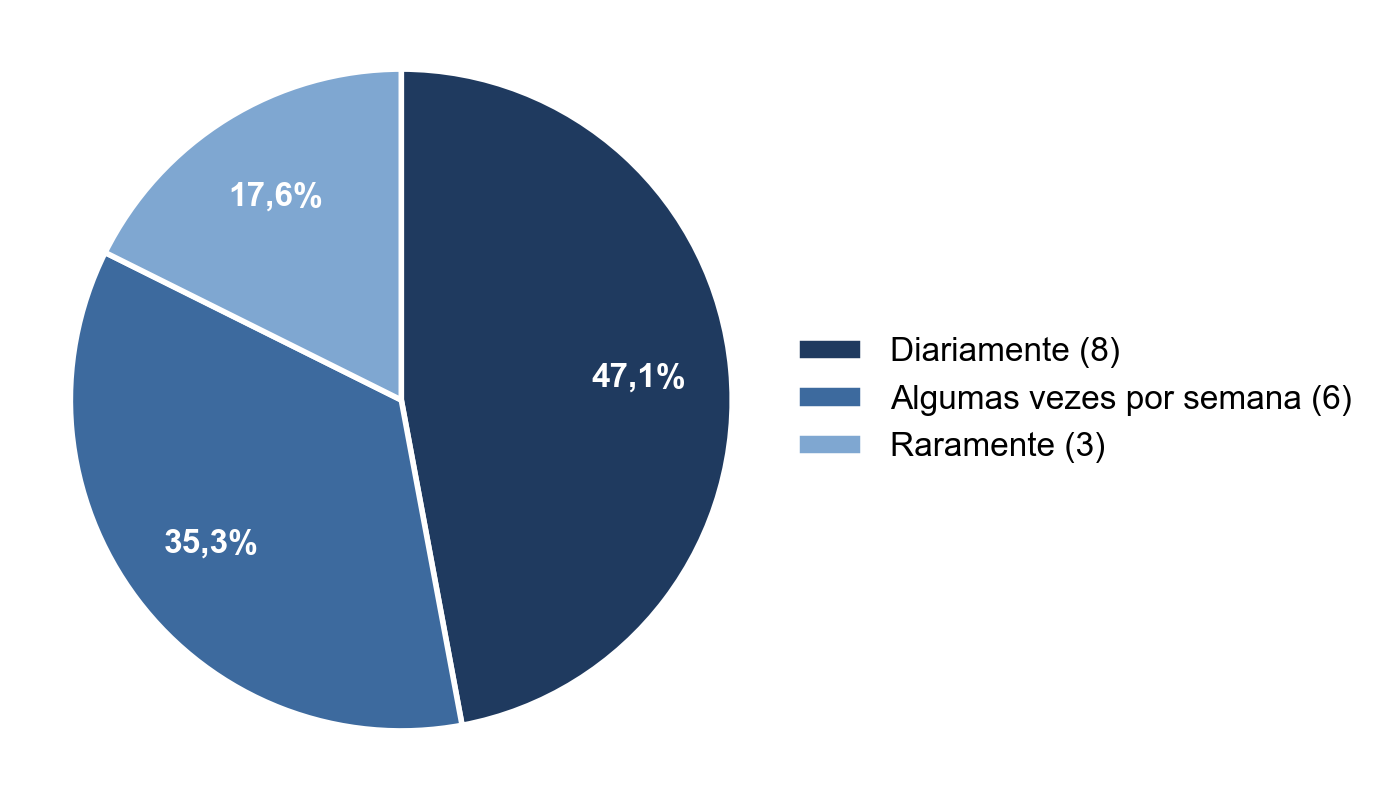 17,6%
47,1%
35,3%
Diariamente (8)
Algumas vezes por semana (6)
Raramente (3)